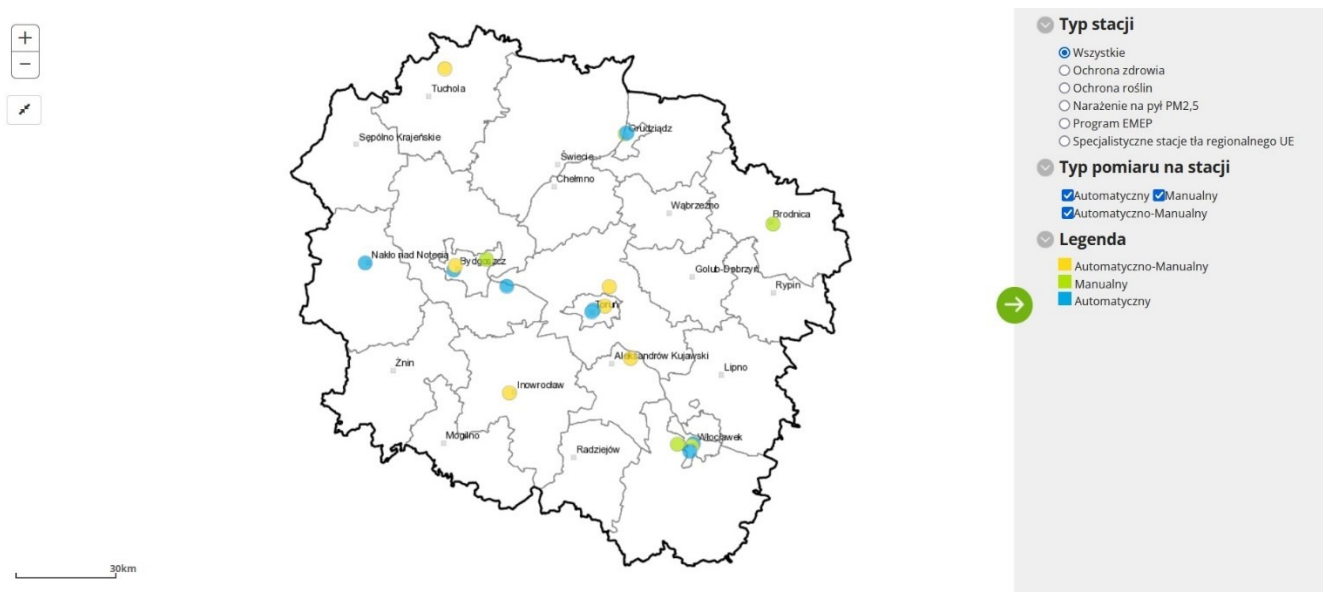 +
−
Tuchola
Sępólno Krajeńskie
Grudziądz
Świecie
Chełmno
Wąbrzeźno
Brodnica
Nakło nad Notecią
Bydgoszcz
Golub-Dobrzyń
Rypin
Toruń
Aleksandrów Kujawski
Żnin
Lipno
Inowrocław
Mogilno
Włocławek
Radziejów
30km
Typ stacji
Wszystkie
Ochrona zdrowia
Ochrona roślin
Narażenie na pył PM2,5
Program EMEP
Specjalistyczne stacje tła regionalnego UE
Typ pomiaru na stacji
Automatyczny Manualny
Automatyczno-Manualny
Legenda
Automatyczno-Manualny
Manualny
Automatyczny